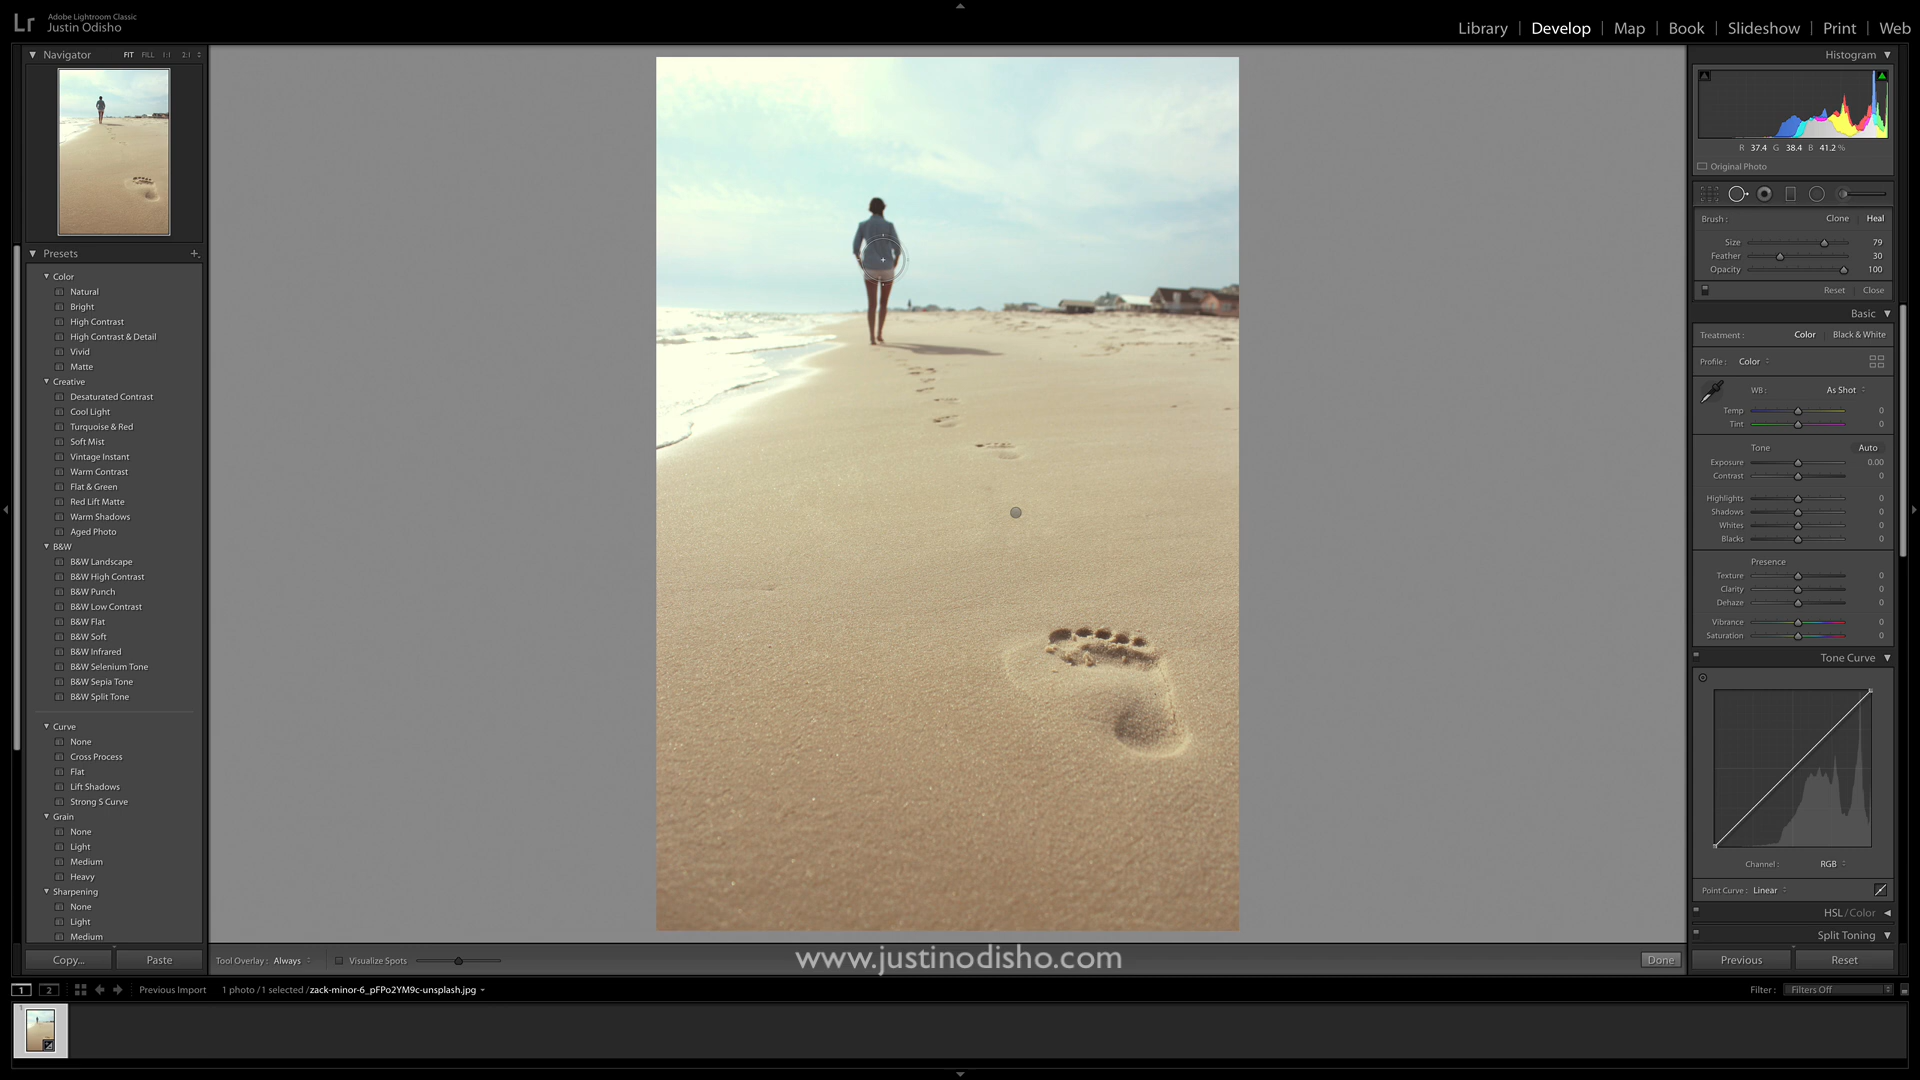 Lr
Adobe Lightroom Classic
Justin Odisho
Library | Develop | Map | Book | Slideshow | Print | Web
Navigator FIT FILL 1:1 2:1
Presets +
Color
Natural
Bright
High Contrast
High Contrast & Detail
Vivid
Matte
Creative
Desaturated Contrast
Cool Light
Turquoise & Red
Soft Mist
Vintage Instant
Warm Contrast
Flat & Green
Red Lift Matte
Warm Shadows
Aged Photo
B&W
B&W Landscape
B&W High Contrast
B&W Punch
B&W Low Contrast
B&W Flat
B&W Soft
B&W Infrared
B&W Selenium Tone
B&W Sepia Tone
B&W Split Tone
Curve
None
Cross Process
Flat
Lift Shadows
Strong S Curve
Grain
None
Light
Medium
Heavy
Sharpening
None
Light
Medium
Copy... Paste
Tool Overlay : Always
Visualize Spots
www.justinodisho.com
Done
Histogram
R 37.4 G 38.4 B 41.2 %
Original Photo
Brush : Clone Heal
Size 79
Feather 30
Opacity 100
Reset Close
Basic
Treatment : Color | Black & White
Profile : Color
WB : As Shot
Temp 0
Tint 0
Tone Auto
Exposure 0.00
Contrast 0
Highlights 0
Shadows 0
Whites 0
Blacks 0
Presence
Texture 0
Clarity 0
Dehaze 0
Vibrance 0
Saturation 0
Tone Curve
Channel : RGB
Point Curve : Linear
HSL / Color
Split Toning
Previous Reset
1 2 Previous Import 1 photo / 1 selected / zack-minor-6_pFPo2YM9c-unsplash.jpg
Filter : Filters Off
1